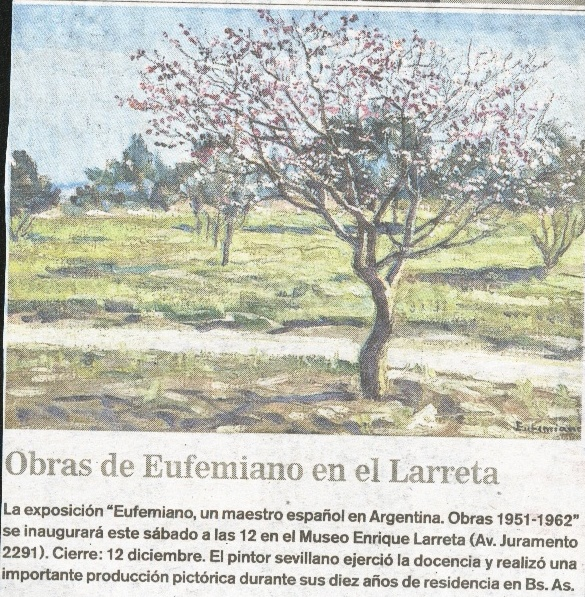 Eufemiano
Obras de Eufemiano en el Larreta
La exposición "Eufemiano, un maestro español en Argentina. Obras 1951-1962"
se inaugurará este sábado a las 12 en el Museo Enrique Larreta (Av. Juramento
2291). Cierre: 12 diciembre. El pintor sevillano ejerció la docencia y realizó una
importante producción pictórica durante sus diez años de residencia en Bs. As.